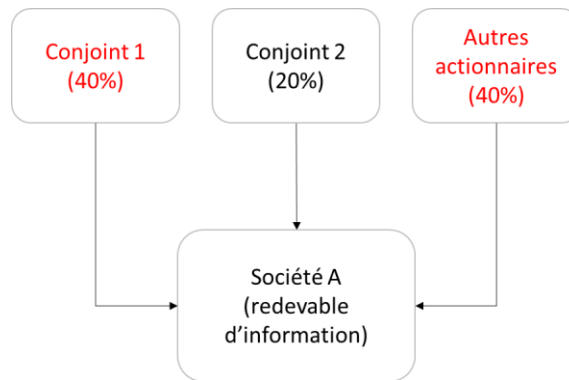 Conjoint 1
(40%)
Conjoint 2
(20%)
Autres
actionnaires
(40%)
Société A
(redevable
d’information)